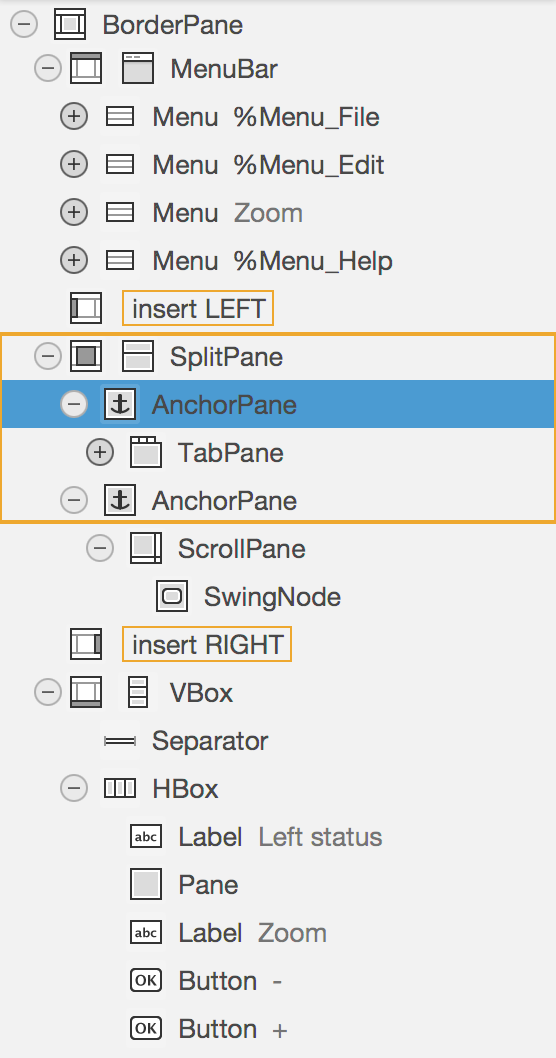 BorderPane
MenuBar
Menu %Menu_File
Menu %Menu_Edit
Menu Zoom
Menu %Menu_Help
insert LEFT
SplitPane
AnchorPane
TabPane
AnchorPane
ScrollPane
SwingNode
insert RIGHT
VBox
Separator
HBox
abc Label Left status
Pane
abc Label Zoom
OK Button -
OK Button +